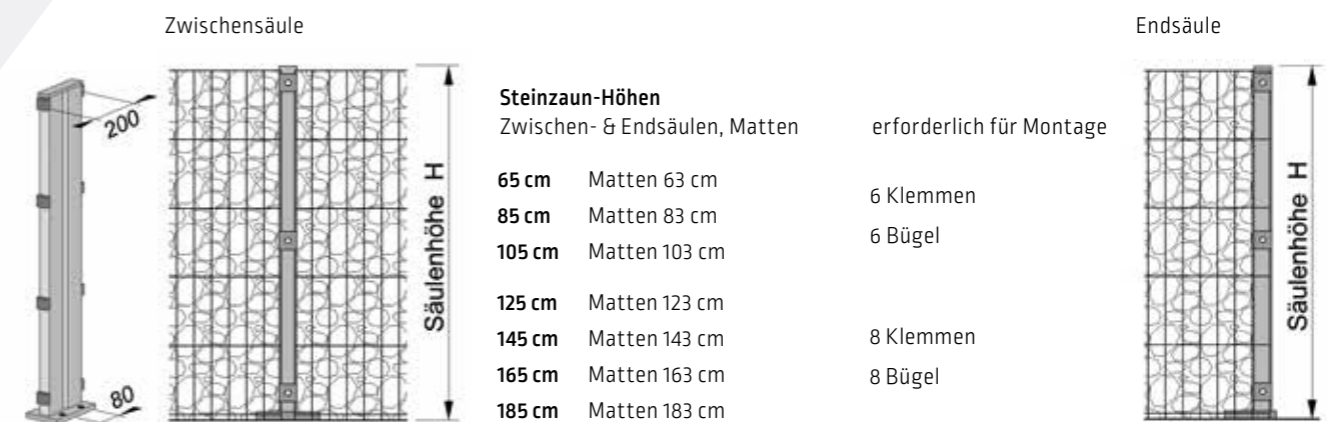 Zwischensäule
Endsäule
200
80
Säulenhöhe H
Steinzaun-Höhen
Zwischen- & Endsäulen, Matten erforderlich für Montage
65 cm Matten 63 cm
85 cm Matten 83 cm
105 cm Matten 103 cm
6 Klemmen
6 Bügel
125 cm Matten 123 cm
145 cm Matten 143 cm
165 cm Matten 163 cm
185 cm Matten 183 cm
8 Klemmen
8 Bügel
Säulenhöhe H